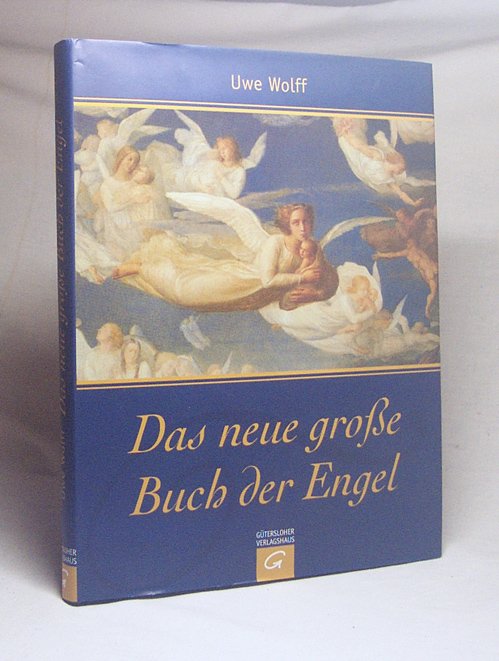 Uwe Wolff
Das neue große
Buch der Engel
GÜTERSLOHER
VERLAGSHAUS